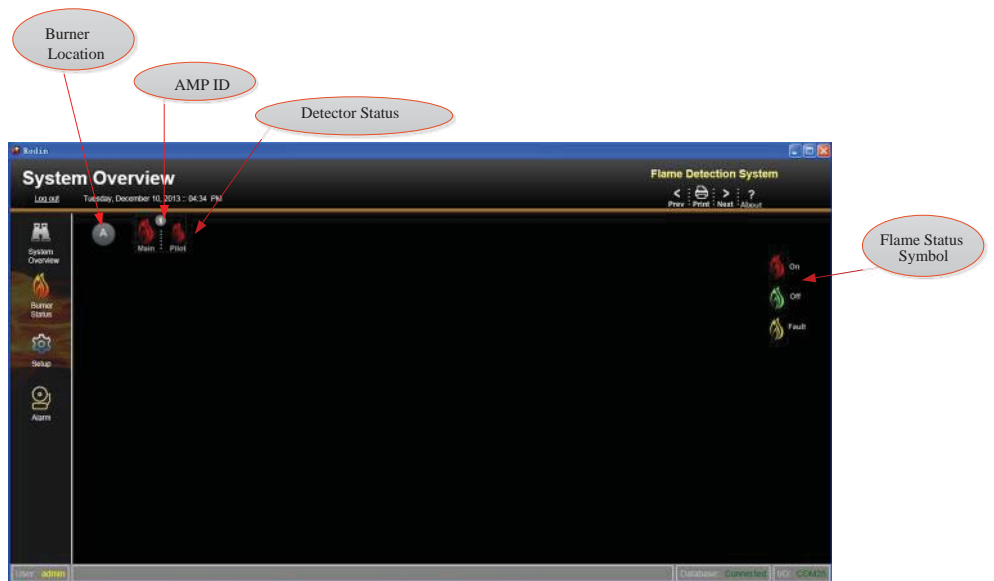 Burner
Location
AMP ID
Detector Status
Rodin
System Overview
Flame Detection System
Log out
Tuesday, December 10, 2013 :: 04:34 PM
< Prev
Print
> Next
? About
System
Overview
A
1
Main
Pilot
Flame Status
Symbol
On
Off
Fault
Burner
Status
Setup
Alarm
User: admin
Database: Connected
I/O: COM25